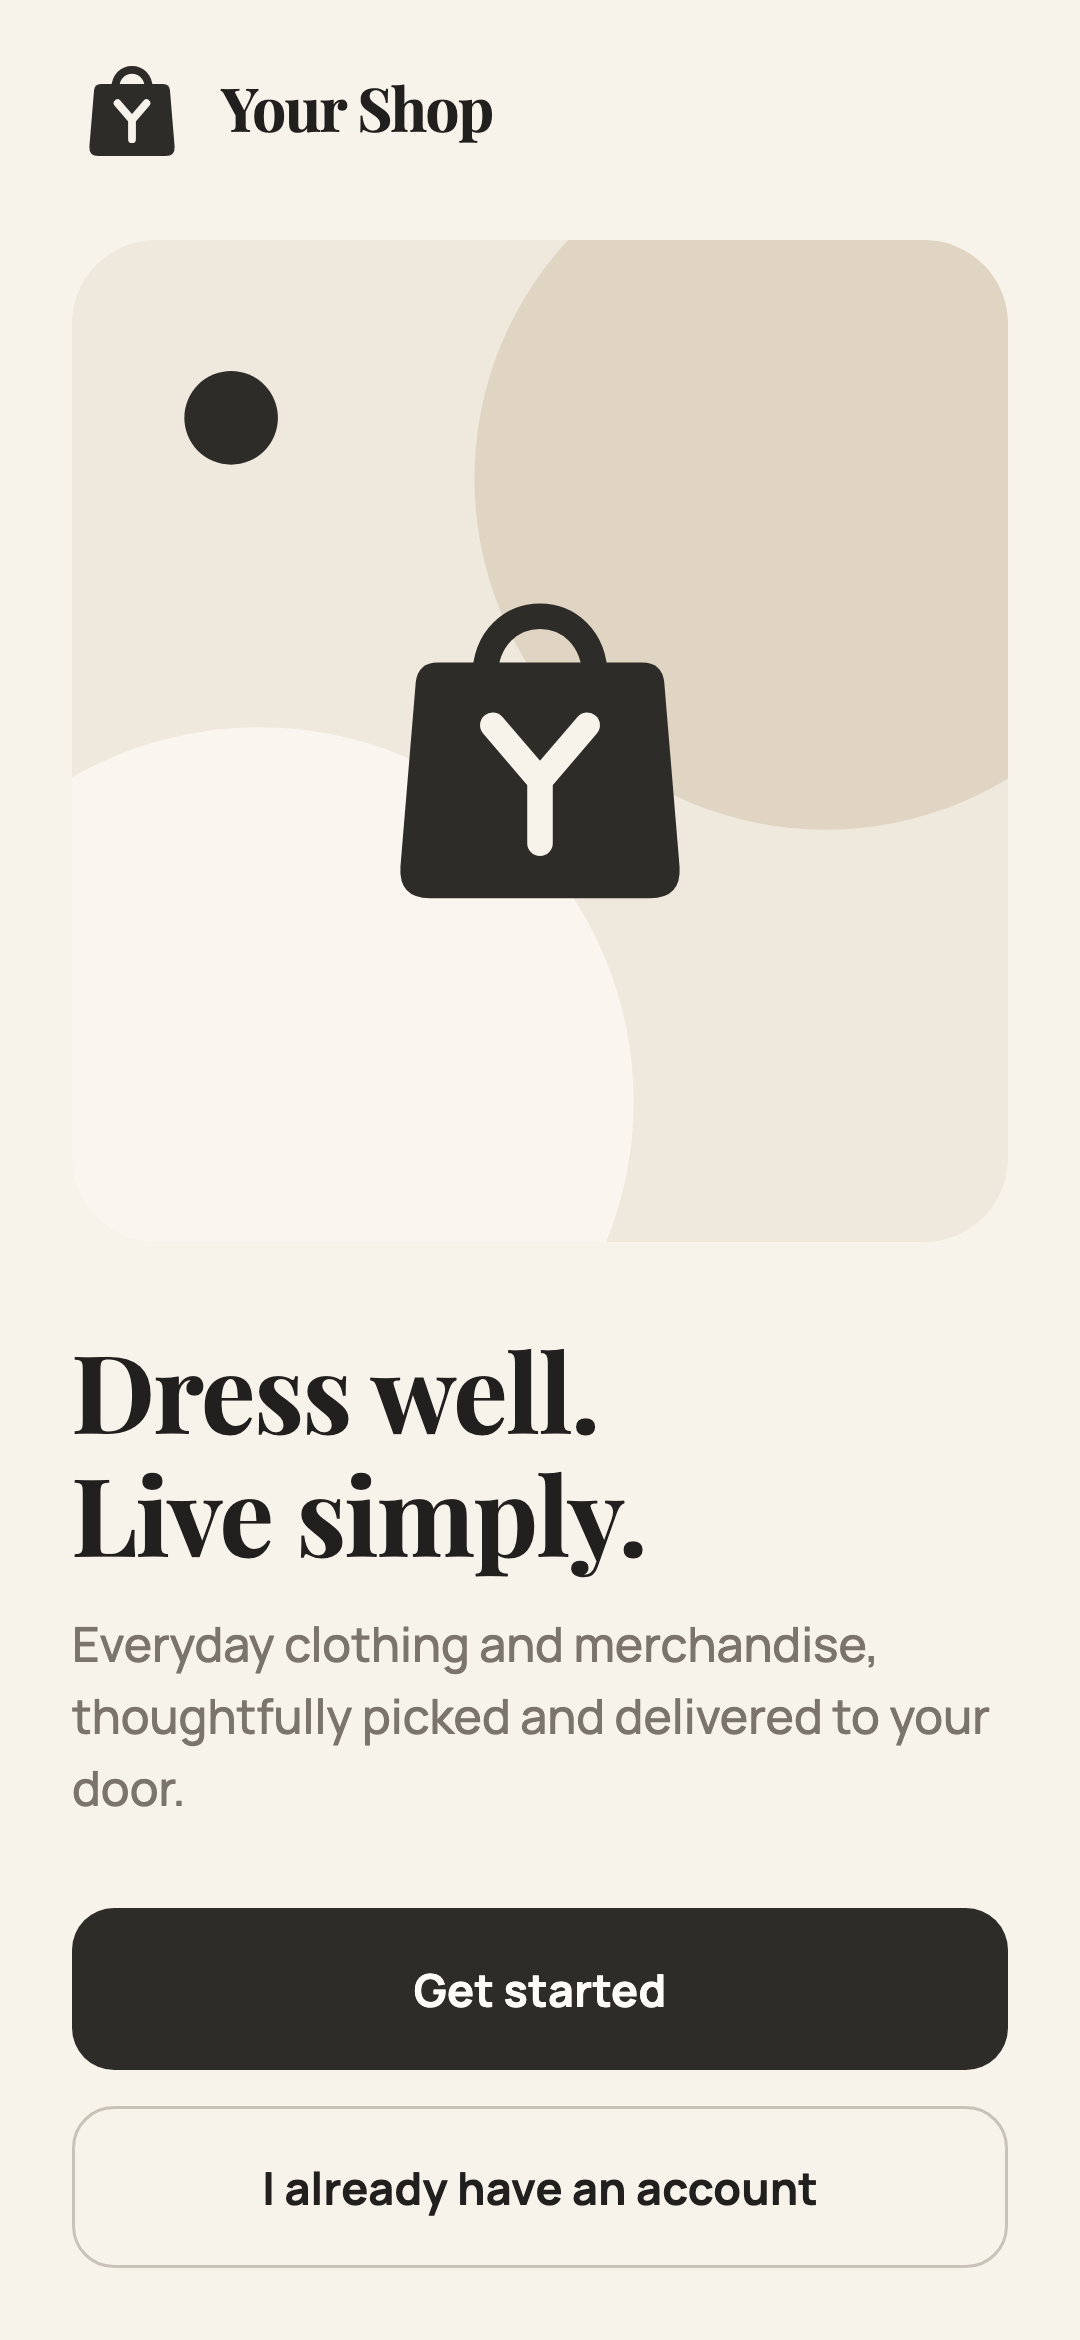 Y Your Shop
Y
Dress well.
Live simply.
Everyday clothing and merchandise,
thoughtfully picked and delivered to your
door.
Get started
I already have an account